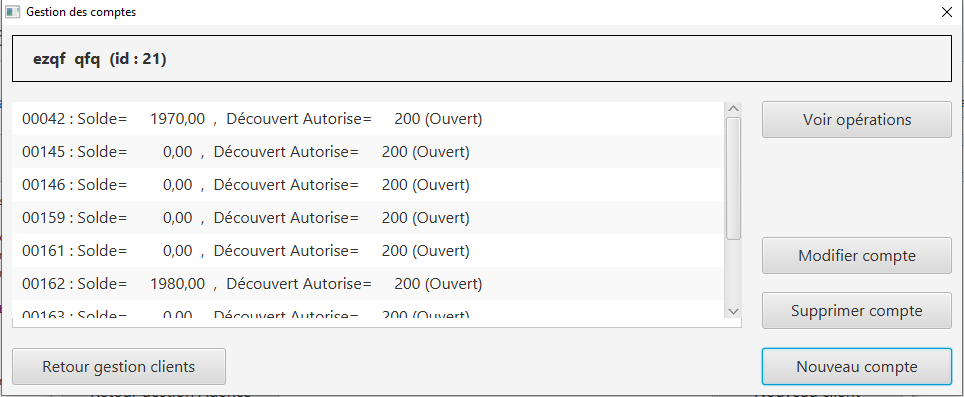 Gestion des comptes
ezqf qfq (id : 21)
00042 : Solde= 1970,00 , Découvert Autorise= 200 (Ouvert)
00145 : Solde= 0,00 , Découvert Autorise= 200 (Ouvert)
00146 : Solde= 0,00 , Découvert Autorise= 200 (Ouvert)
00159 : Solde= 0,00 , Découvert Autorise= 200 (Ouvert)
00161 : Solde= 0,00 , Découvert Autorise= 200 (Ouvert)
00162 : Solde= 1980,00 , Découvert Autorise= 200 (Ouvert)
00163 : Solde= 0,00 , Découvert Autorise= 200 (Ouvert)
Voir opérations
Modifier compte
Supprimer compte
Retour gestion clients
Nouveau compte